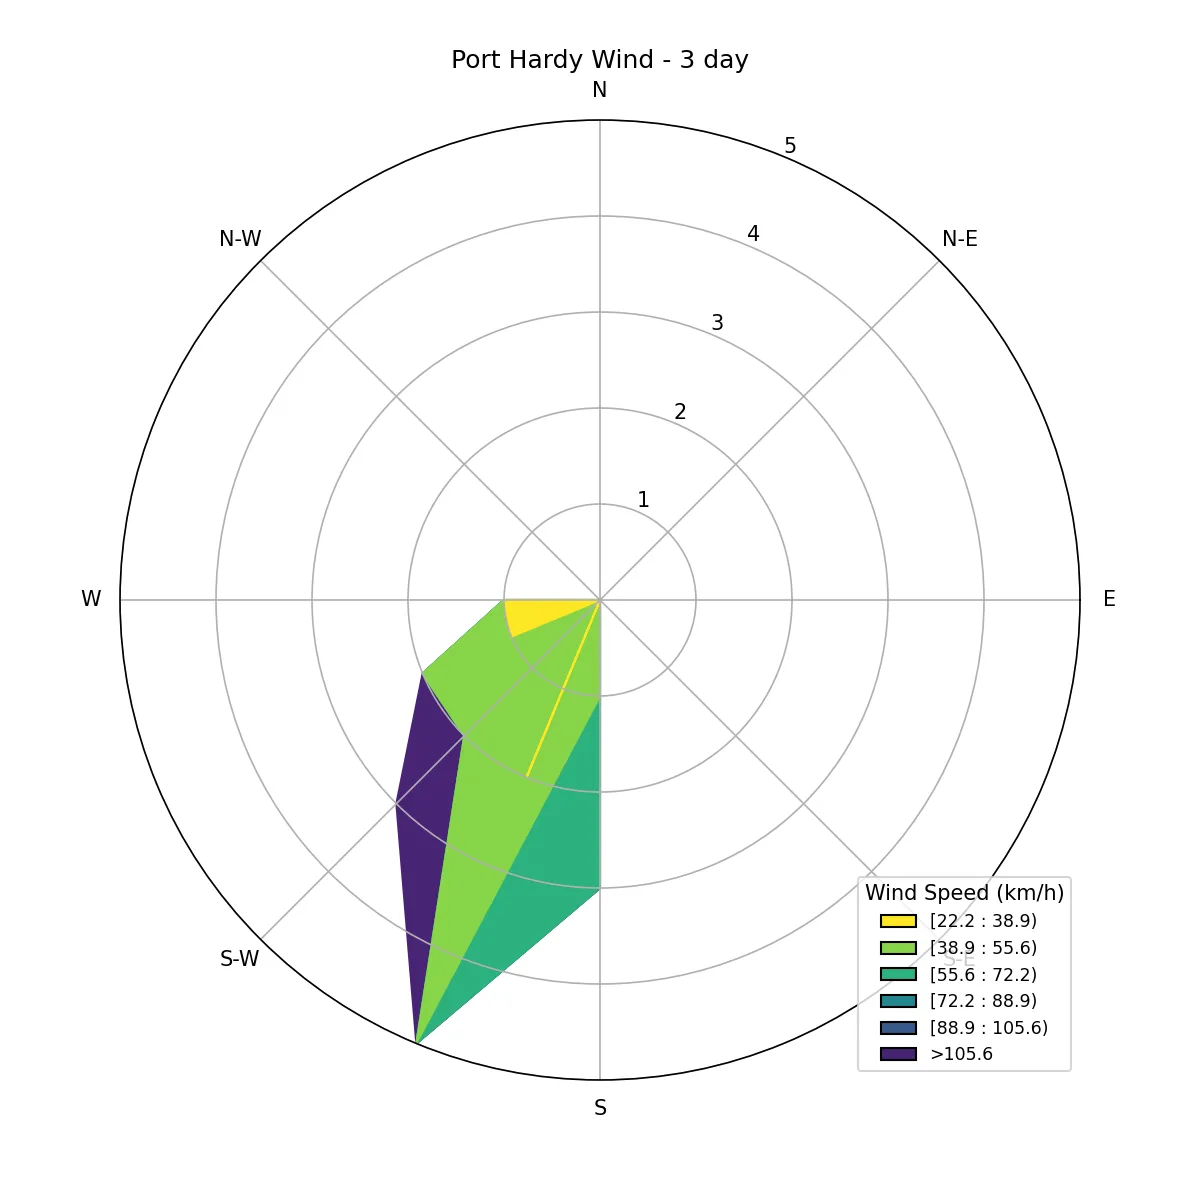 Port Hardy Wind - 3 day
N
5
N-W
N-E
4
3
2
1
W
E
S-W
S-E
S
Wind Speed (km/h)
[22.2 : 38.9)
[38.9 : 55.6)
[55.6 : 72.2)
[72.2 : 88.9)
[88.9 : 105.6)
>105.6